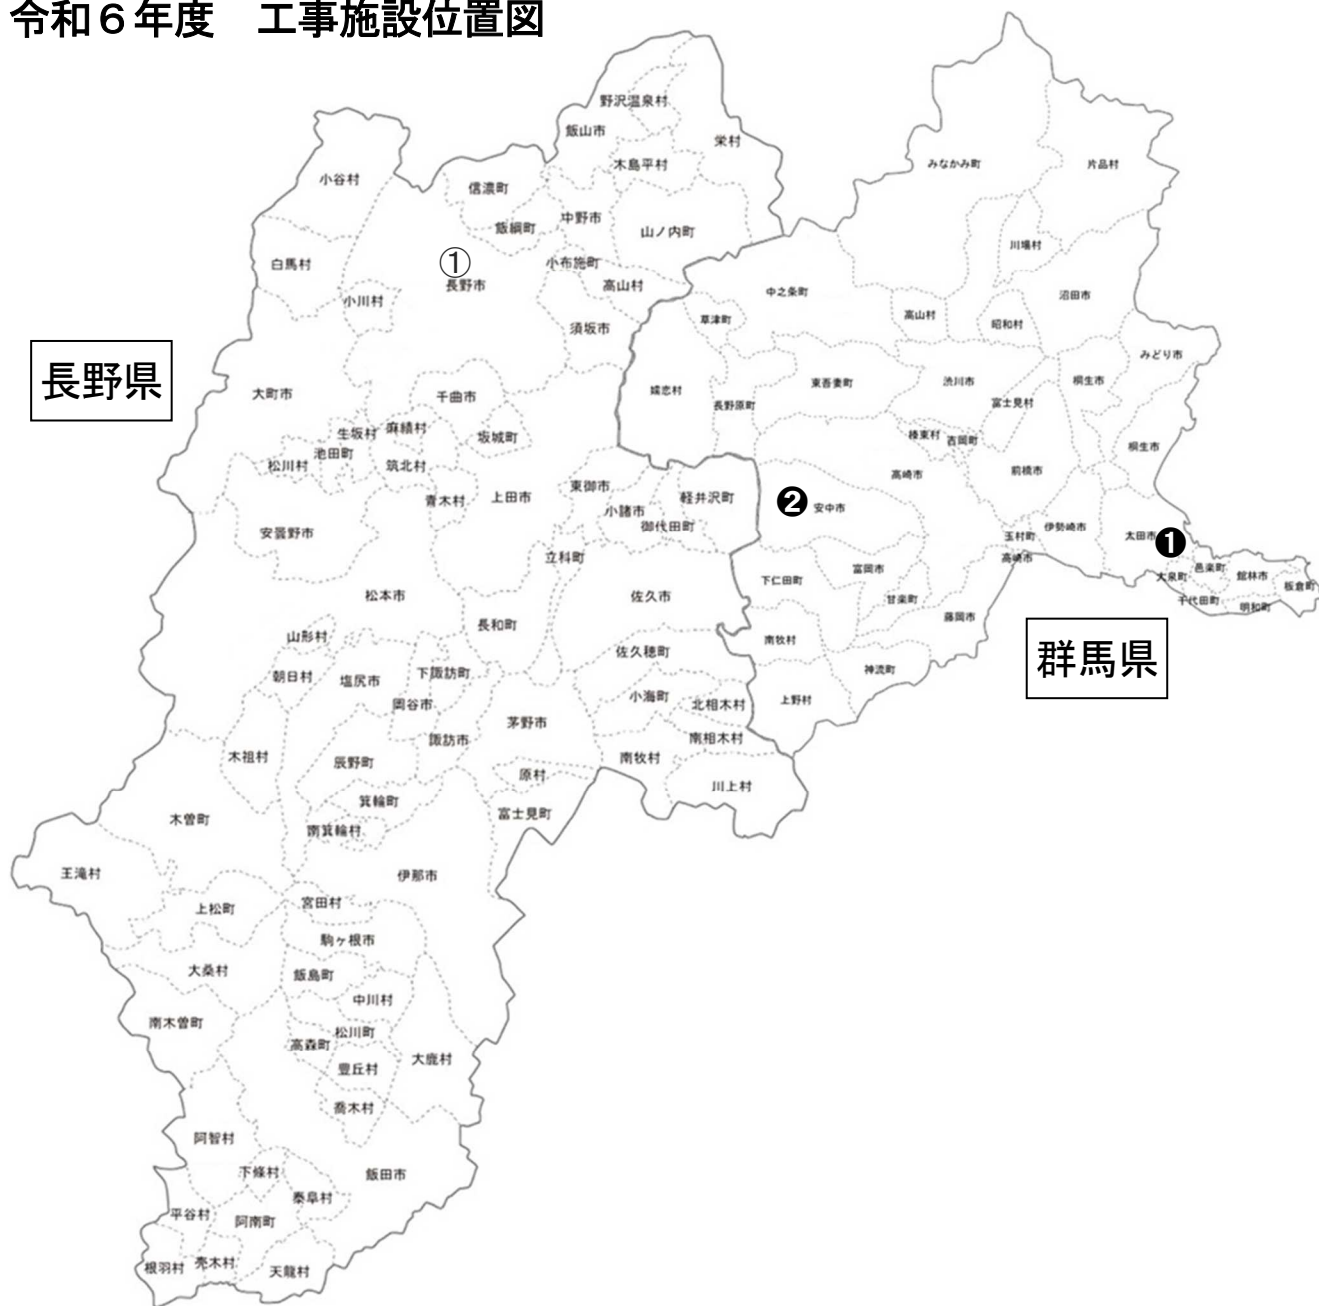 令和６年度　工事施設位置図
野沢温泉村
飯山市
栄村
木島平村
小谷村
信濃町
飯綱町
中野市
山ノ内町
白馬村
①
長野市
小布施町
高山村
小川村
須坂市
長野県
大町市
千曲市
麻績村
生坂村
坂城町
池田町
松川村
筑北村
青木村
上田市
東御市
小諸市
軽井沢町
御代田町
安曇野市
立科町
松本市
佐久市
長和町
山形村
佐久穂町
朝日村
塩尻市
下諏訪町
岡谷市
小海町
北相木村
茅野市
諏訪市
南相木村
木祖村
辰野町
南牧村
原村
川上村
箕輪町
富士見町
木曽町
南箕輪村
王滝村
伊那市
上松町
宮田村
駒ヶ根市
大桑村
飯島町
中川村
南木曽町
松川町
高森町
大鹿村
豊丘村
喬木村
阿智村
下條村
飯田市
泰阜村
平谷村
阿南町
根羽村
売木村
天龍村
みなかみ町
片品村
川場村
中之条町
沼田市
草津町
高山村
昭和村
みどり市
嬬恋村
東吾妻町
渋川市
桐生市
長野原町
富士見村
榛東村
吉岡町
桐生市
高崎市
前橋市
❷
安中市
伊勢崎市
玉村町
太田市
❶
高崎市
下仁田町
富岡市
大泉町
邑楽町
館林市
板倉町
甘楽町
千代田町
明和町
藤岡市
南牧村
群馬県
神流町
上野村